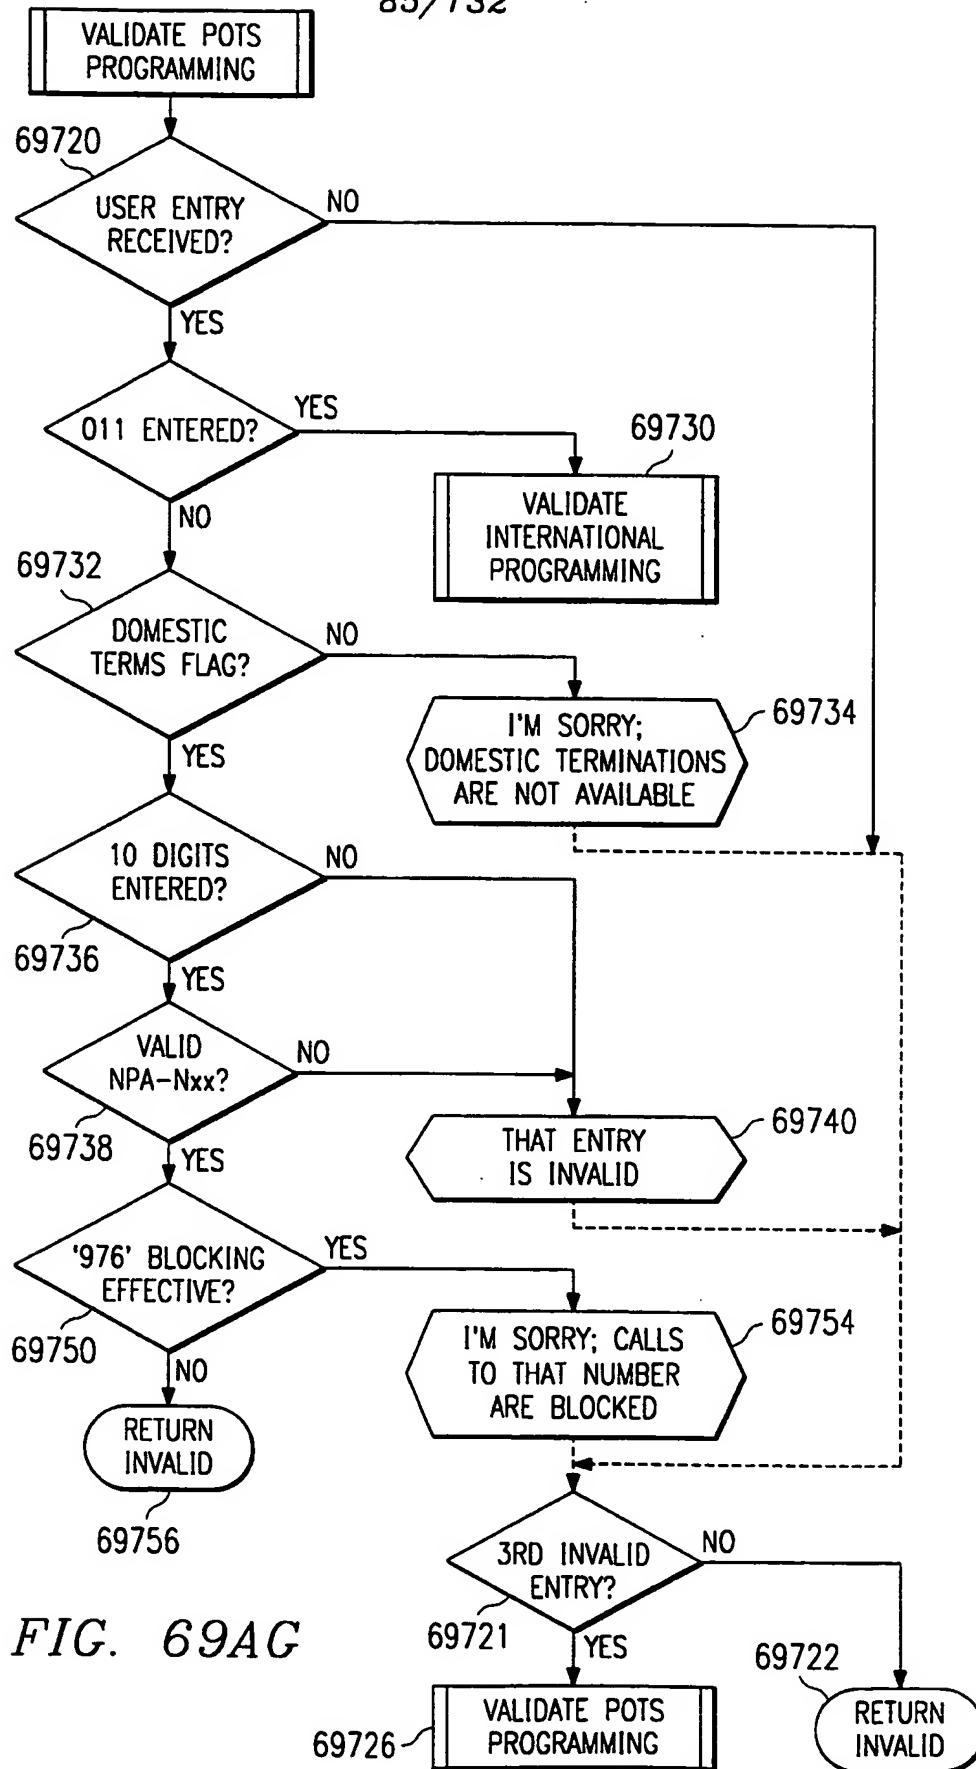 85/132
VALIDATE POTS
PROGRAMMING
69720
USER ENTRY
RECEIVED?
NO
YES
011 ENTERED?
YES
NO
69730
VALIDATE
INTERNATIONAL
PROGRAMMING
69732
DOMESTIC
TERMS FLAG?
NO
YES
I'M SORRY;
DOMESTIC TERMINATIONS
ARE NOT AVAILABLE
69734
10 DIGITS
ENTERED?
NO
69736
YES
VALID
NPA-Nxx?
NO
69738
YES
THAT ENTRY
IS INVALID
69740
'976' BLOCKING
EFFECTIVE?
YES
69750
NO
I'M SORRY; CALLS
TO THAT NUMBER
ARE BLOCKED
69754
RETURN
INVALID
69756
3RD INVALID
ENTRY?
NO
69721
YES
FIG. 69AG
69722
VALIDATE POTS
PROGRAMMING
69726
RETURN
INVALID